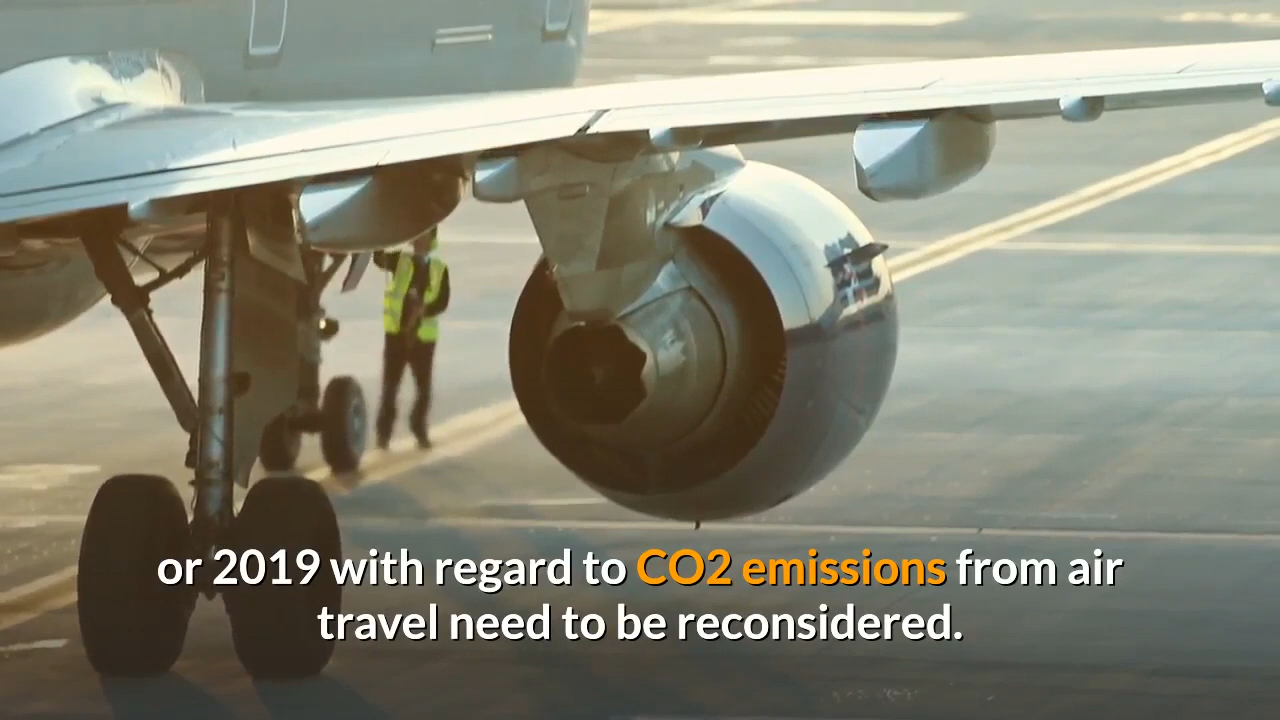 or 2019 with regard to CO2 emissions from air
travel need to be reconsidered.